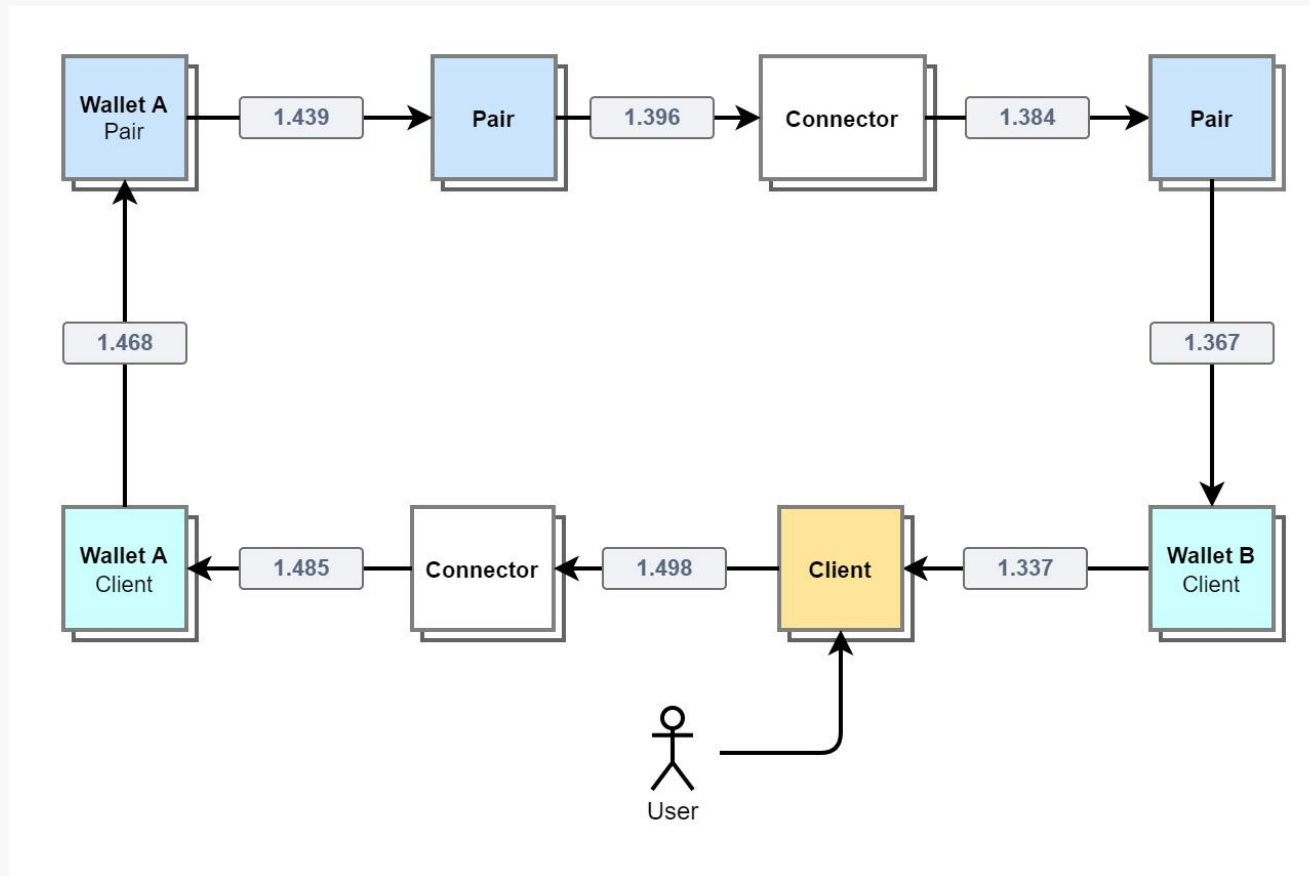 Wallet A
Pair
1.439
Pair
1.396
Connector
1.384
Pair
1.468
1.367
Wallet A
Client
1.485
Connector
1.498
Client
1.337
Wallet B
Client
User